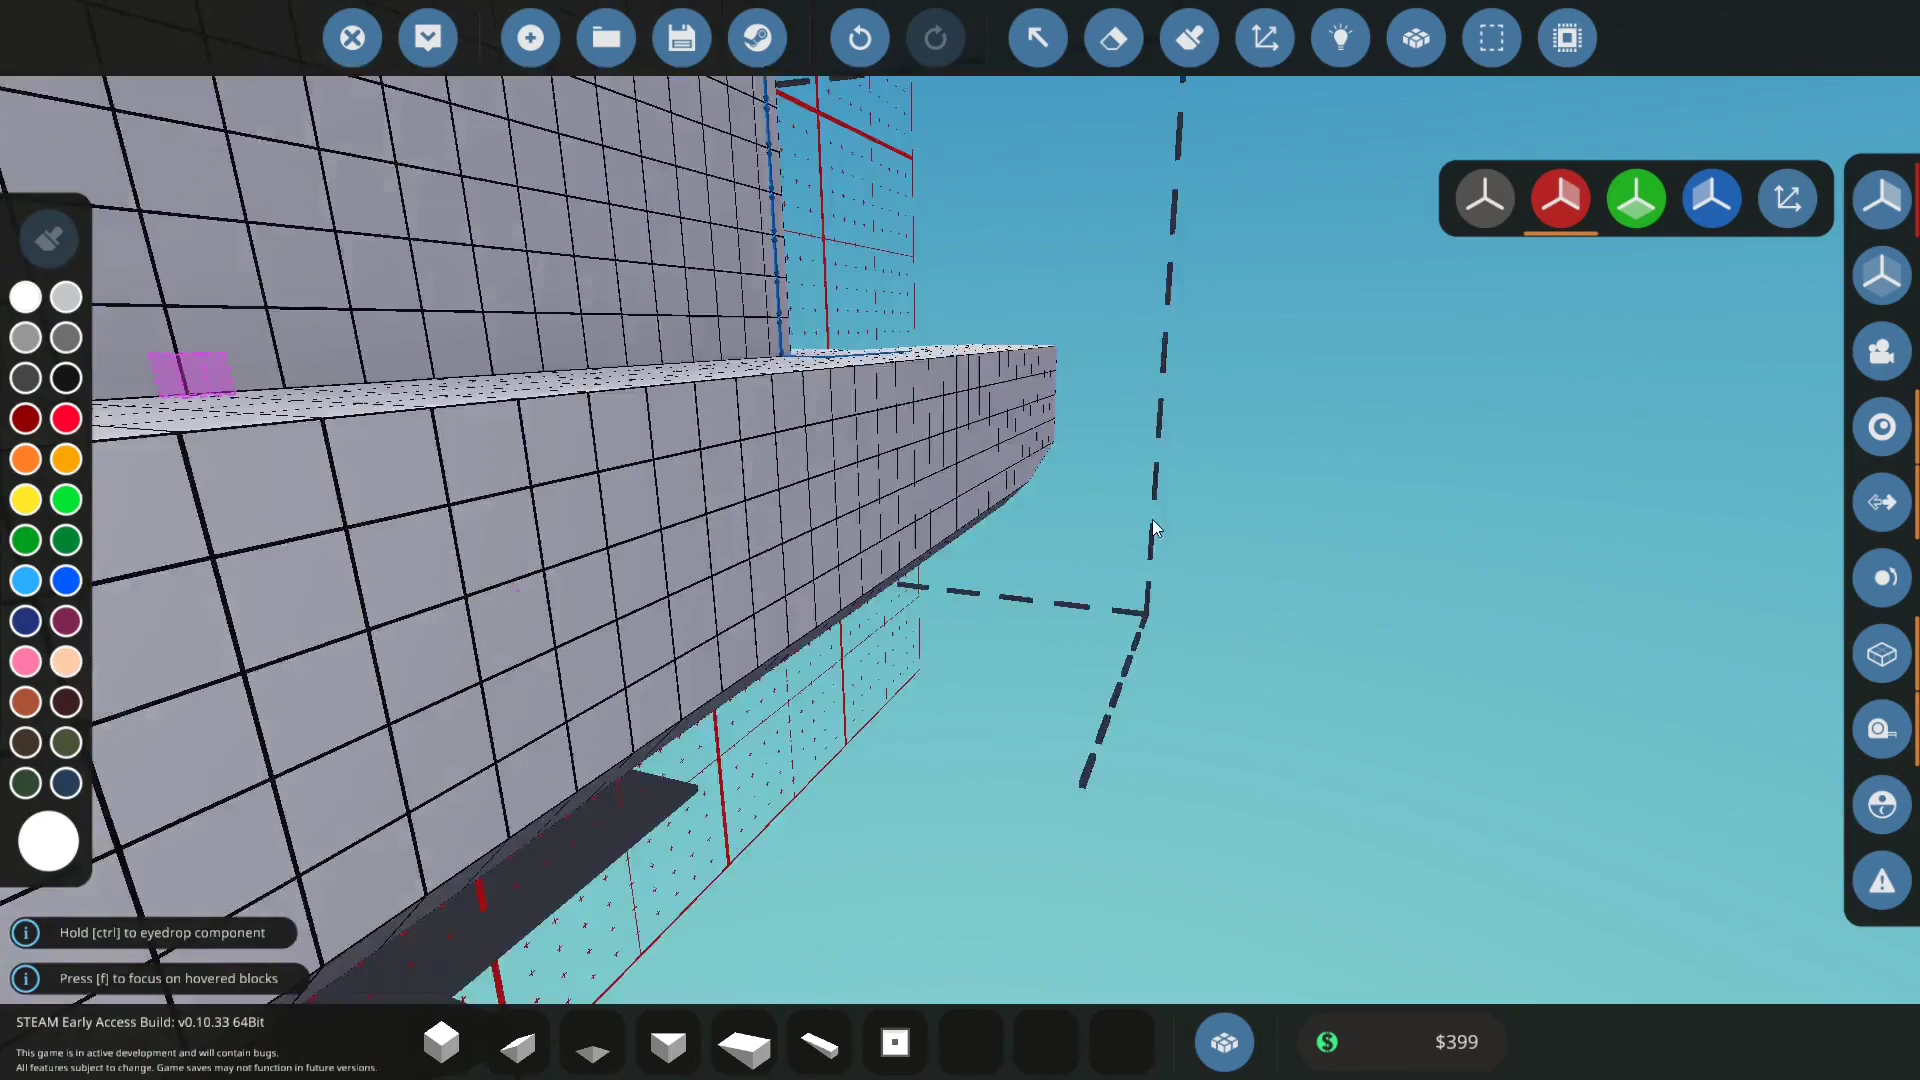 Hold [ctrl] to eyedrop component
Press [f] to focus on hovered blocks
STEAM Early Access Build: v0.10.33 64Bit
This game is in active development and will contain bugs.
All features subject to change. Game saves may not function in future versions.
$399